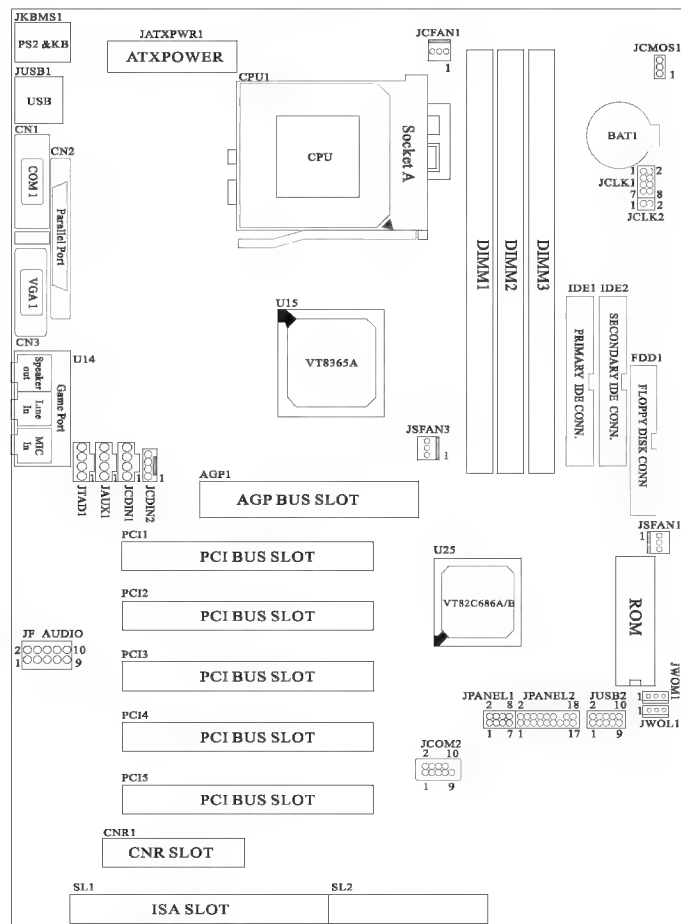 JKBMS1
PS2 &KB
JATXPWR1
ATXPOWER
JCFAN1
1
JCMOS1
1
JUSB1
USB
CPU1
CPU
Socket A
BAT1
CN1
COM1
CN2
Parallel Port
VGA1
CN3
1 2
JCLK1
7 8
1 2
JCLK2
DIMM1
DIMM2
DIMM3
IDE1 IDE2
PRIMARY IDE CONN.
SECONDARY IDE CONN.
FDD1
FLOPPY DISK CONN
U15
VT8365A
U14
Speaker out
Line In
MIC In
Game Port
JSFAN3
1
1
1
1
1
JTAD1
JAUX1
JCDIN1
JCDIN2
AGP1
AGP BUS SLOT
JSFAN1
1
PCI1
PCI BUS SLOT
U25
VT82C686A/B
ROM
PCI2
PCI BUS SLOT
JF AUDIO
2 10
1 9
PCI3
PCI BUS SLOT
JWOM1
1
1
JWOL1
JPANEL1 JPANEL2 JUSB2
2 8 2 18 2 10
1 7 1 17 1 9
PCI4
PCI BUS SLOT
JCOM2
2 10
1 9
PCI5
PCI BUS SLOT
CNR1
CNR SLOT
SL1
ISA SLOT
SL2